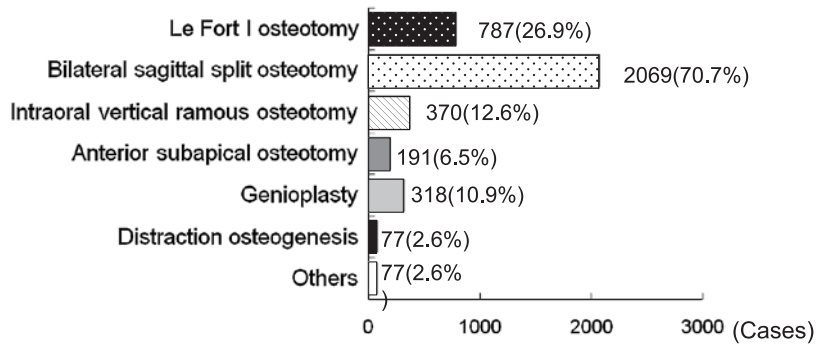 Le Fort I osteotomy 787(26.9%)
Bilateral sagittal split osteotomy 2069(70.7%)
Intraoral vertical ramous osteotomy 370(12.6%)
Anterior subapical osteotomy 191(6.5%)
Genioplasty 318(10.9%)
Distraction osteogenesis 77(2.6%)
Others 77(2.6%
)
0 1000 2000 3000 (Cases)